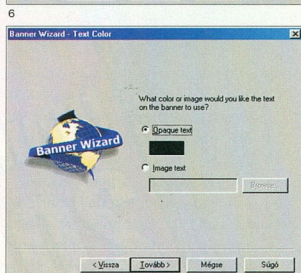 6
Banner Wizard - Text Color
What color or image would you like the text
on the banner to use?
Opaque text
Banner Wizard
Image text
Browse...
< Vissza
Tovább >
Mégse
Súgó